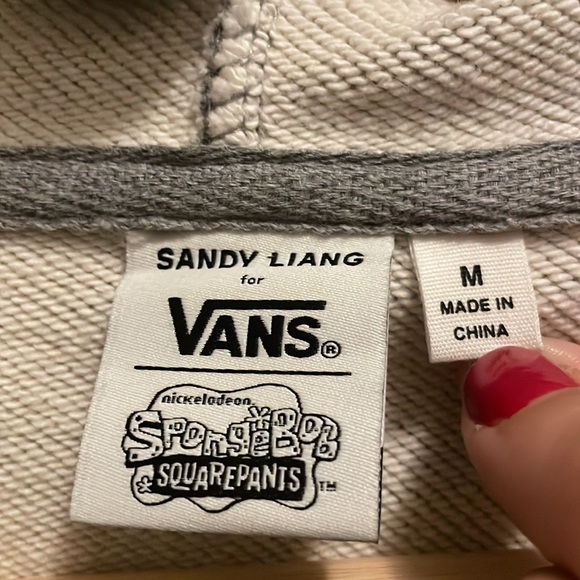 SANDY LIANG
for
VANS®
nickelodeon
SPONGEBOB
SQUAREPANTS ™
M
MADE IN
CHINA